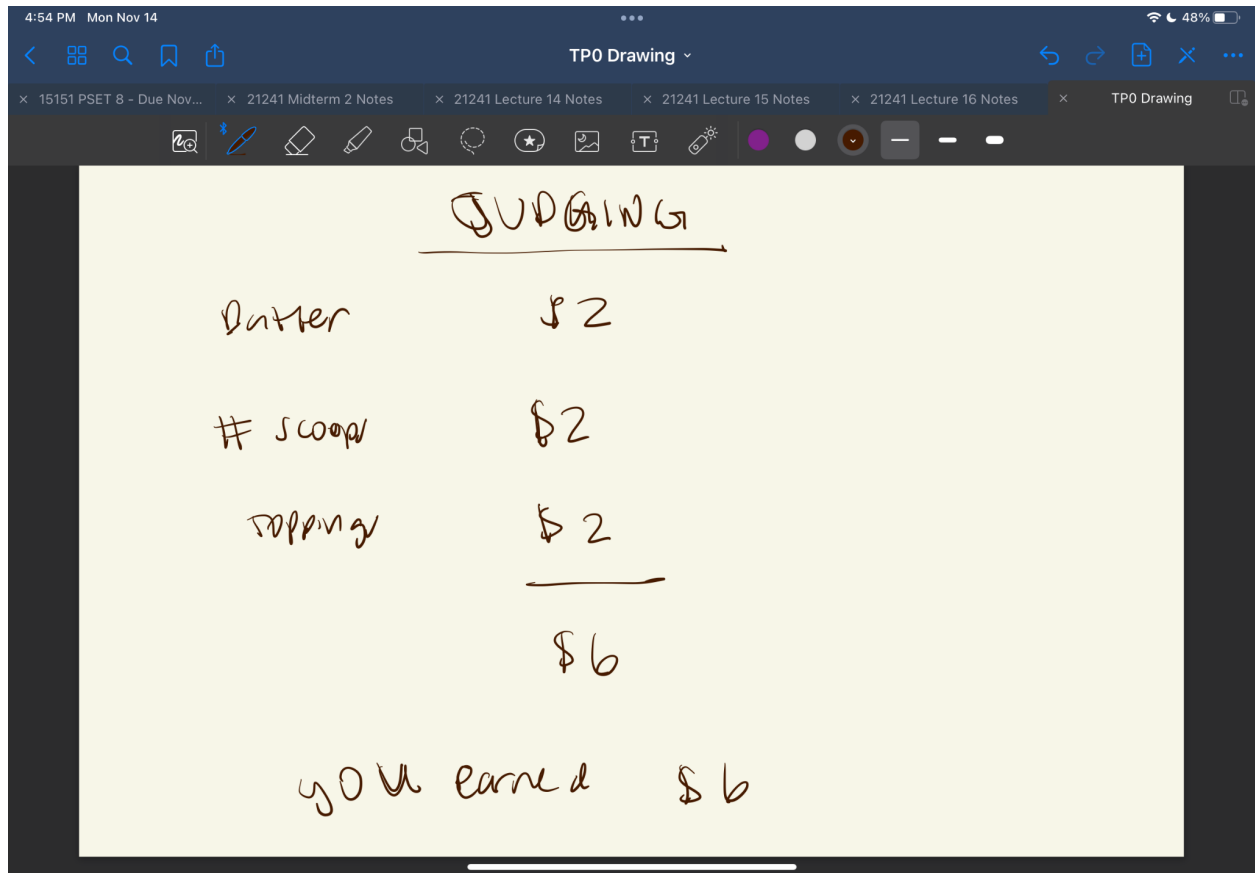 4:54 PM Mon Nov 14 48%
TP0 Drawing
15151 PSET 8 - Due Nov... 21241 Midterm 2 Notes 21241 Lecture 14 Notes 21241 Lecture 15 Notes 21241 Lecture 16 Notes TP0 Drawing
JUDGING
Batter $2
# scoops $2
Toppings $2
$6
you earned $6